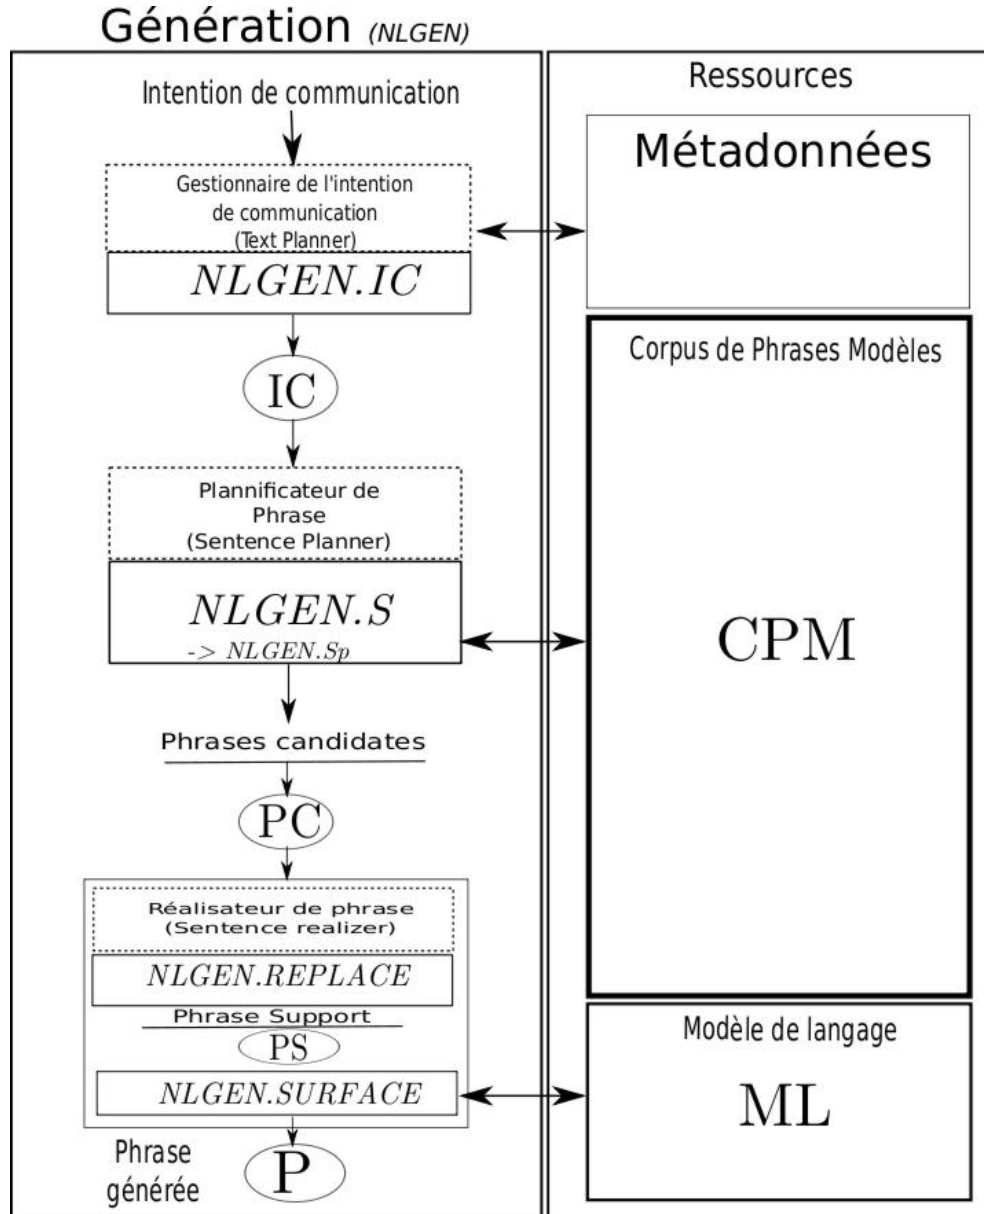 Génération (NLGEN)
Intention de communication
Gestionnaire de l'intention
de communication
(Text Planner)
NLGEN.IC
IC
Plannificateur de
Phrase
(Sentence Planner)
NLGEN.S
-> NLGEN.Sp
Phrases candidates
PC
Réalisateur de phrase
(Sentence realizer)
NLGEN.REPLACE
Phrase Support
PS
NLGEN.SURFACE
Phrase
générée
P
Ressources
Métadonnées
Corpus de Phrases Modèles
CPM
Modèle de langage
ML